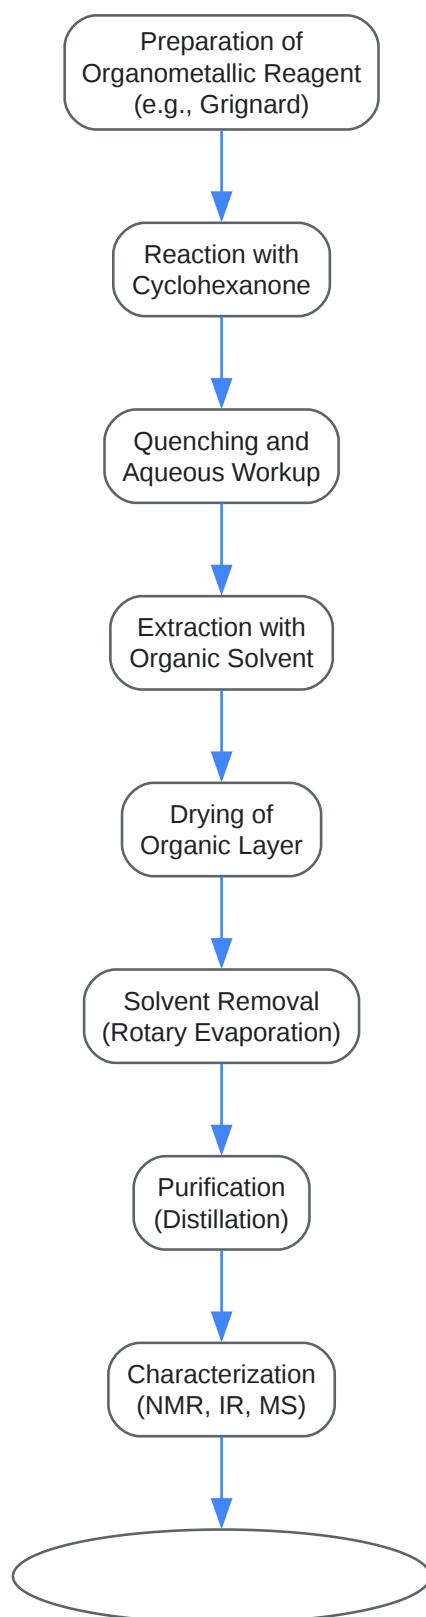 Preparation of
Organometallic Reagent
(e.g., Grignard)
Reaction with
Cyclohexanone
Quenching and
Aqueous Workup
Extraction with
Organic Solvent
Drying of
Organic Layer
Solvent Removal
(Rotary Evaporation)
Purification
(Distillation)
Characterization
(NMR, IR, MS)